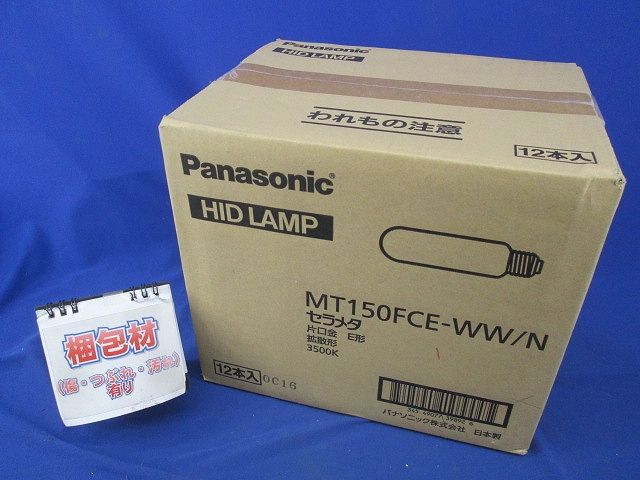 Panasonic
HID LAMP
われもの注意
12本入
Panasonic®
HID LAMP
MT150FCE-WW/N
セラメタ
片口金 E形
拡散形
3500K
12本入 0C16
パナソニック株式会社 日本製
梱包材
(傷・つぶれ・汚れ)
有り